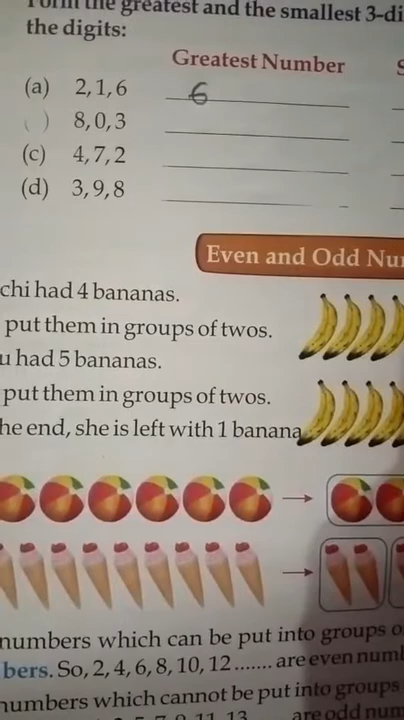 the greatest and the smallest 3-di
the digits:
Greatest Number
(a) 2, 1, 6 6
( ) 8, 0, 3
(c) 4, 7, 2
(d) 3, 9, 8
Even and Odd Nu
chi had 4 bananas.
put them in groups of twos.
u had 5 bananas.
put them in groups of twos.
he end, she is left with 1 banana
numbers which can be put into groups o
bers. So, 2, 4, 6, 8, 10, 12 ....... are even num
numbers which cannot be put into groups
11, 13 are odd num